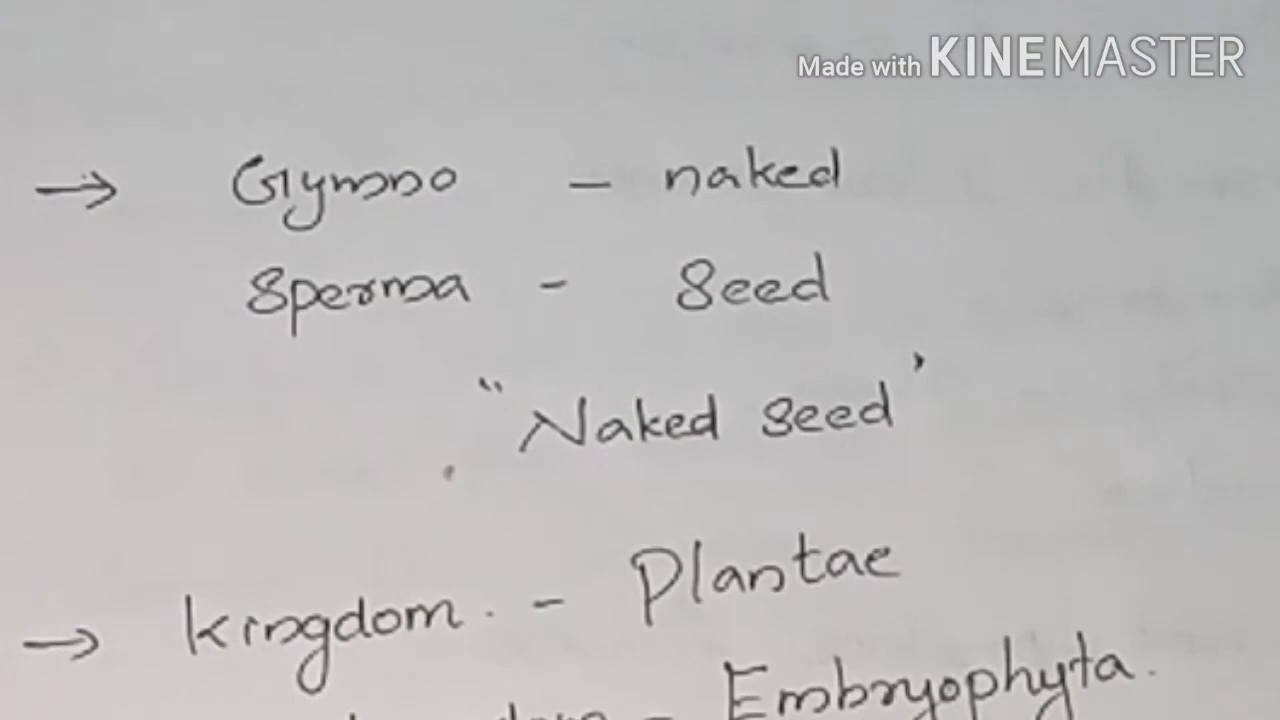 Made with KINEMASTER
→ Gymno – naked
Sperma – Seed
"Naked seed"
→ kingdom. – Plantae
– Embryophyta.